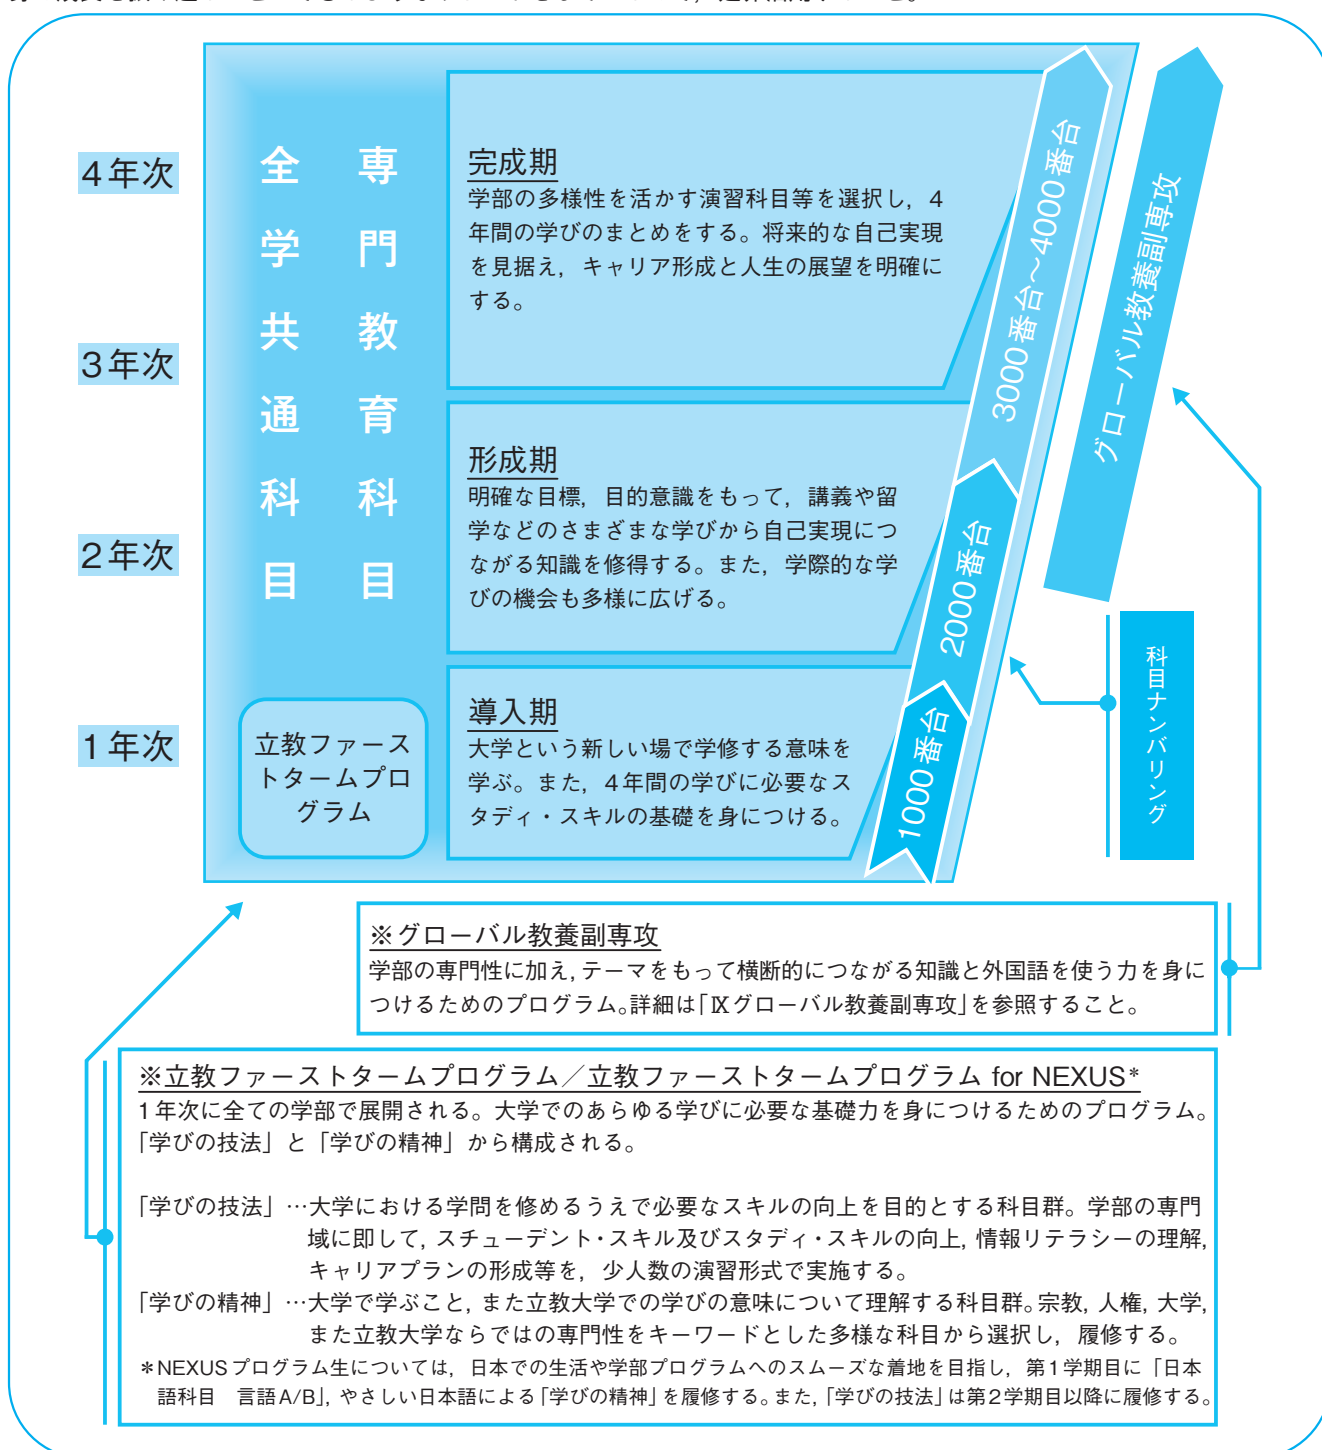 4年次
3年次
2年次
1年次
全学共通科目
専門教育科目
立教ファース
トタームプロ
グラム
完成期
学部の多様性を活かす演習科目等を選択し，4
年間の学びのまとめをする。将来的な自己実現
を見据え，キャリア形成と人生の展望を明確に
する。
形成期
明確な目標，目的意識をもって，講義や留
学などのさまざまな学びから自己実現につ
ながる知識を修得する。また，学際的な学
びの機会も多様に広げる。
導入期
大学という新しい場で学修する意味を
学ぶ。また，4年間の学びに必要なス
タディ・スキルの基礎を身につける。
3000番台～4000番台
2000番台
1000番台
グローバル教養副専攻
科目ナンバリング
※グローバル教養副専攻
学部の専門性に加え，テーマをもって横断的につながる知識と外国語を使う力を身に
つけるためのプログラム。詳細は「Ⅸグローバル教養副専攻」を参照すること。
※立教ファーストタームプログラム／立教ファーストタームプログラム for NEXUS*
1年次に全ての学部で展開される。大学でのあらゆる学びに必要な基礎力を身につけるためのプログラム。
「学びの技法」と「学びの精神」から構成される。
「学びの技法」…大学における学問を修めるうえで必要なスキルの向上を目的とする科目群。学部の専門
域に即して，スチューデント・スキル及びスタディ・スキルの向上，情報リテラシーの理解，
キャリアプランの形成等を，少人数の演習形式で実施する。
「学びの精神」…大学で学ぶこと，また立教大学での学びの意味について理解する科目群。宗教，人権，大学，
また立教大学ならではの専門性をキーワードとした多様な科目から選択し，履修する。
＊NEXUSプログラム生については，日本での生活や学部プログラムへのスムーズな着地を目指し，第1学期目に「日本
語科目　言語A/B」，やさしい日本語による「学びの精神」を履修する。また，「学びの技法」は第2学期目以降に履修する。